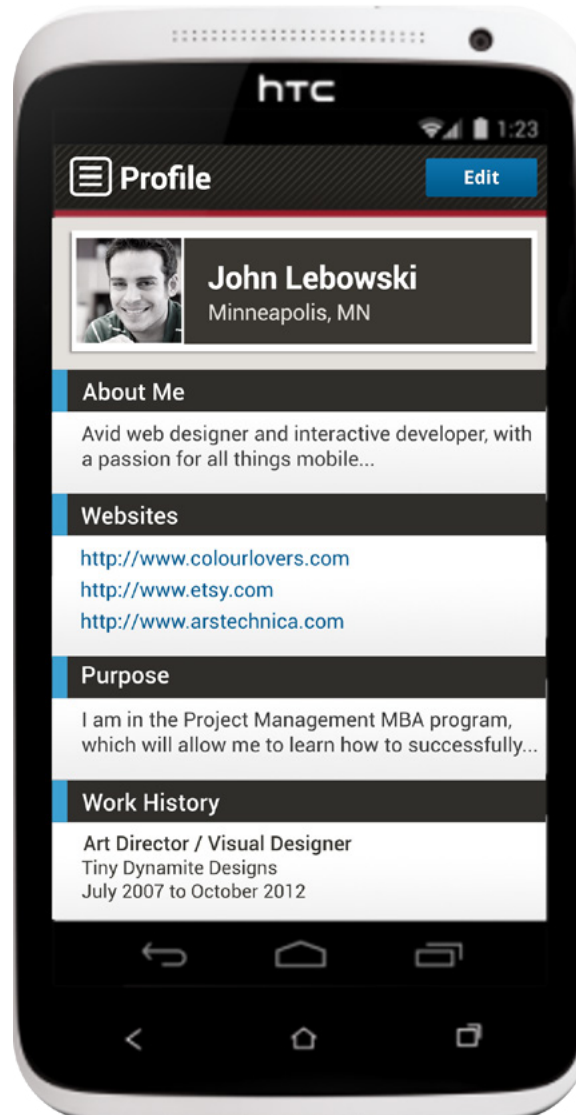 hTC
1:23
Profile
Edit
John Lebowski
Minneapolis, MN
About Me
Avid web designer and interactive developer, with
a passion for all things mobile...
Websites
http://www.colourlovers.com
http://www.etsy.com
http://www.arstechnica.com
Purpose
I am in the Project Management MBA program,
which will allow me to learn how to successfully...
Work History
Art Director / Visual Designer
Tiny Dynamite Designs
July 2007 to October 2012